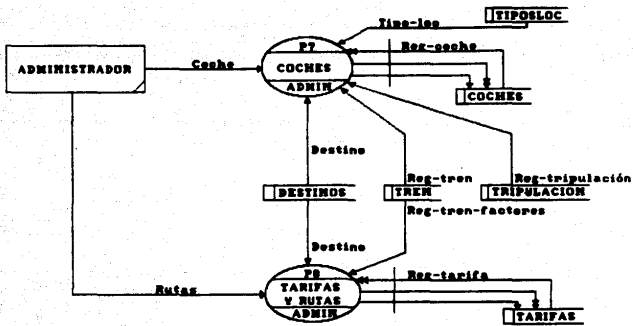 TIPOSLOC
Tipo-loc
P7
Reg-coche
ADMINISTRADOR
Coche
COCHES
ADMIN
COCHES
Destino
Reg-tren
Reg-tripulación
DESTINOS
TREN
TRIPULACION
Reg-tren-factores
Destino
P8
Reg-tarifa
Rutas
TARIFAS
Y RUTAS
ADMIN
TARIFAS